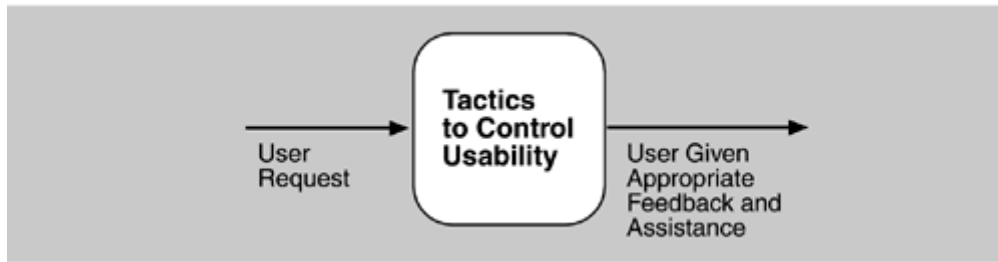 Tactics
to Control
Usability
User
Request
User Given
Appropriate
Feedback and
Assistance